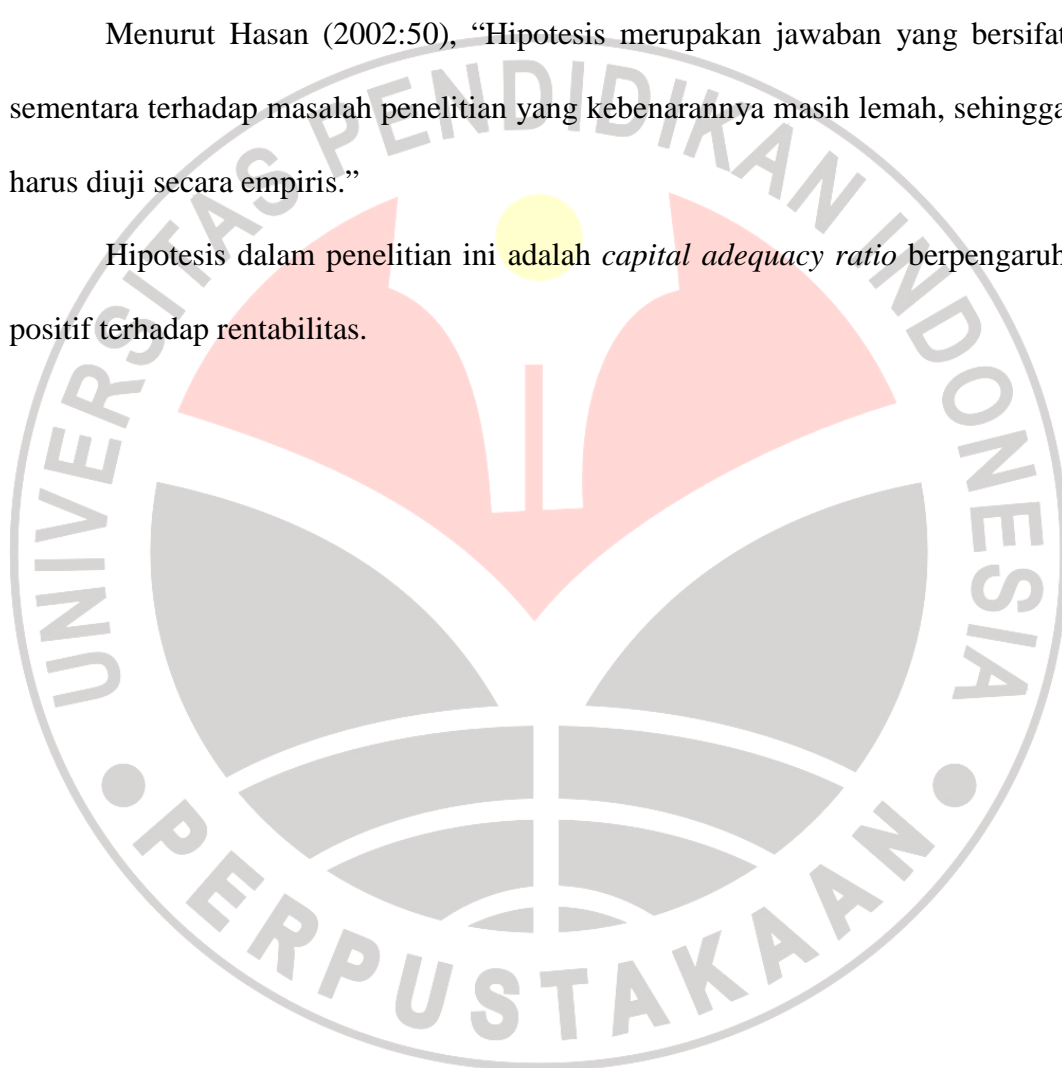 Menurut Hasan (2002:50), “Hipotesis merupakan jawaban yang bersifat
sementara terhadap masalah penelitian yang kebenarannya masih lemah, sehingga
harus diuji secara empiris.”
Hipotesis dalam penelitian ini adalah capital adequacy ratio berpengaruh
positif terhadap rentabilitas.
UNIVERSITAS PENDIDIKAN INDONESIA
PERPUSTAKAAN